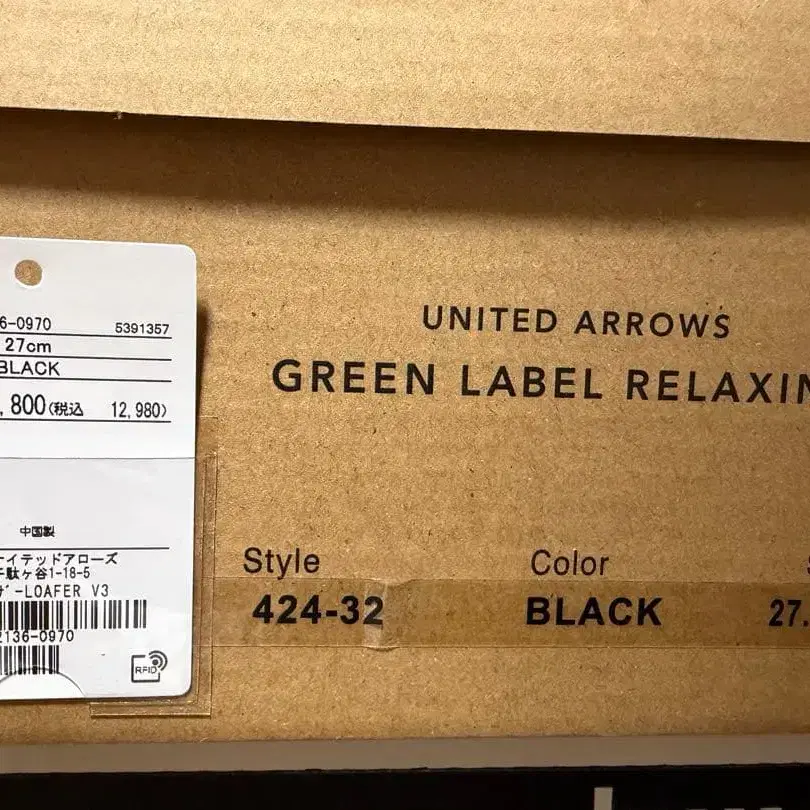 6-0970 5391357
27cm
BLACK
,800(税込 12,980)
中国製
イテッドアローズ
千駄ヶ谷1-18-5
ザｰ-LOAFER V3
2136-0970
RFID
UNITED ARROWS
GREEN LABEL RELAXIN
Style Color
424-32 BLACK 27.